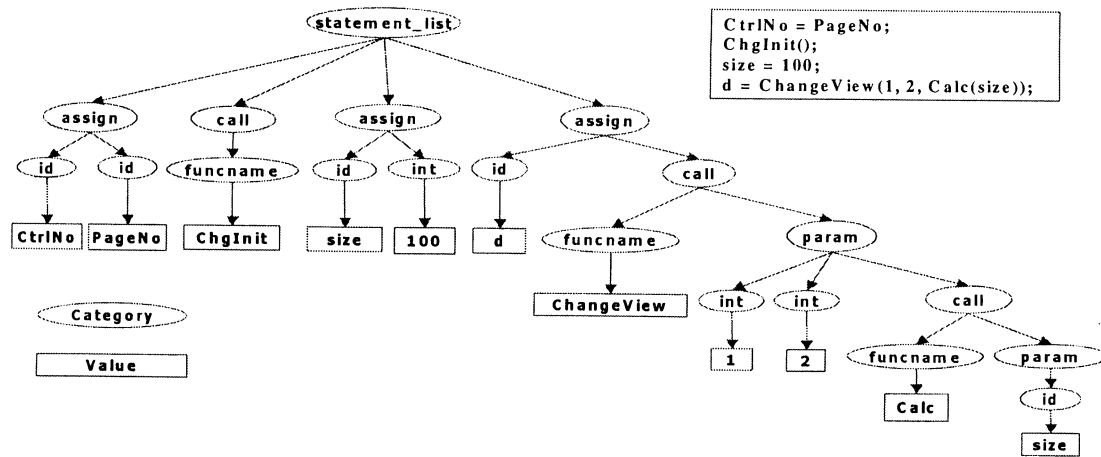 statement_list
CtrlNo = PageNo;
ChgInit();
size = 100;
d = ChangeView(1, 2, Calc(size));
assign call assign assign
id id funcname id int id call
CtrlNo PageNo ChgInit size 100 d funcname param
ChangeView int int call
Category
1 2 funcname param
Value
Calc id
size